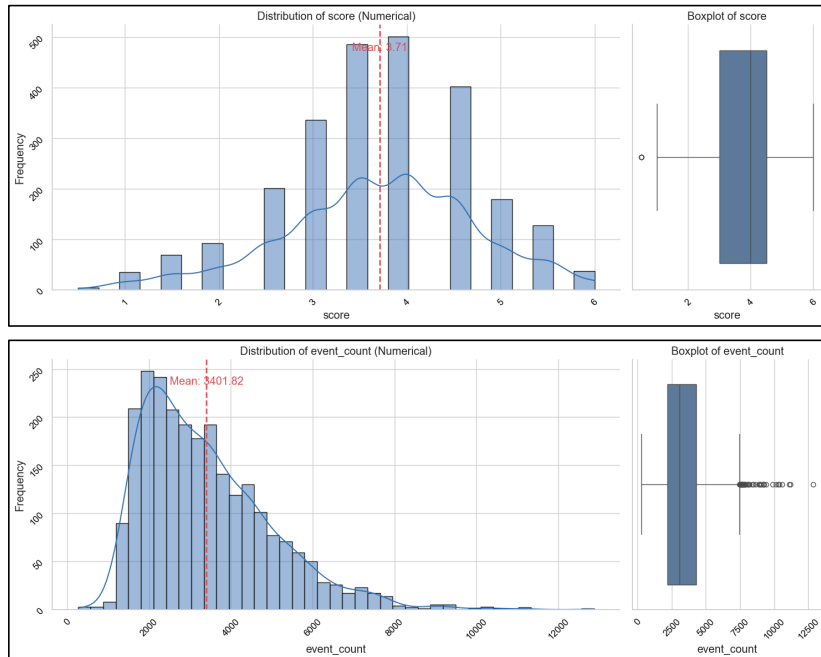 Distribution of score (Numerical)
Mean: 3.71
500
400
300
200
100
0
Frequency
1
2
3
4
5
6
score
Boxplot of score
2
4
6
score
Distribution of event_count (Numerical)
Mean: 3401.82
250
200
150
100
50
0
Frequency
0
2000
4000
6000
8000
10000
12000
event_count
Boxplot of event_count
0
2500
5000
7500
10000
12500
event_count